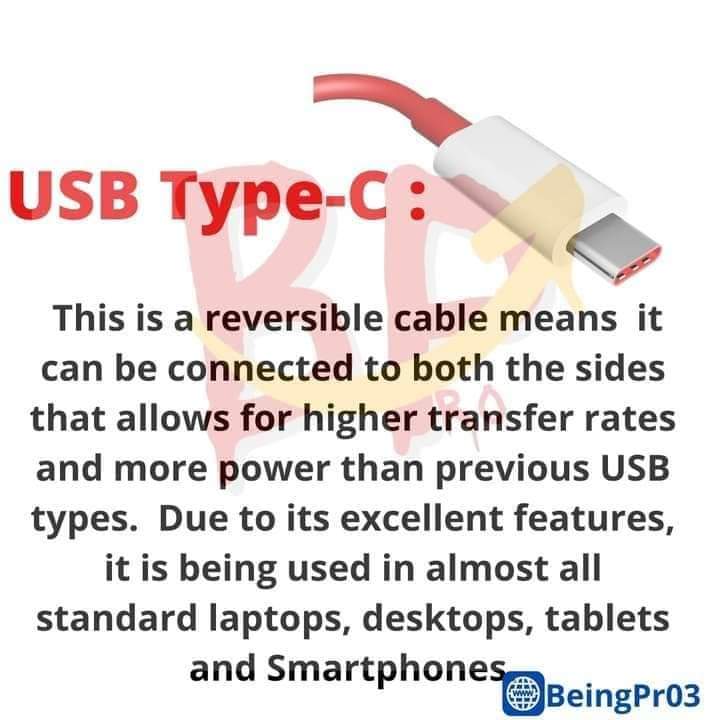 USB Type-C :
This is a reversible cable means it
can be connected to both the sides
that allows for higher transfer rates
and more power than previous USB
types. Due to its excellent features,
it is being used in almost all
standard laptops, desktops, tablets
and Smartphones
BeingPr03